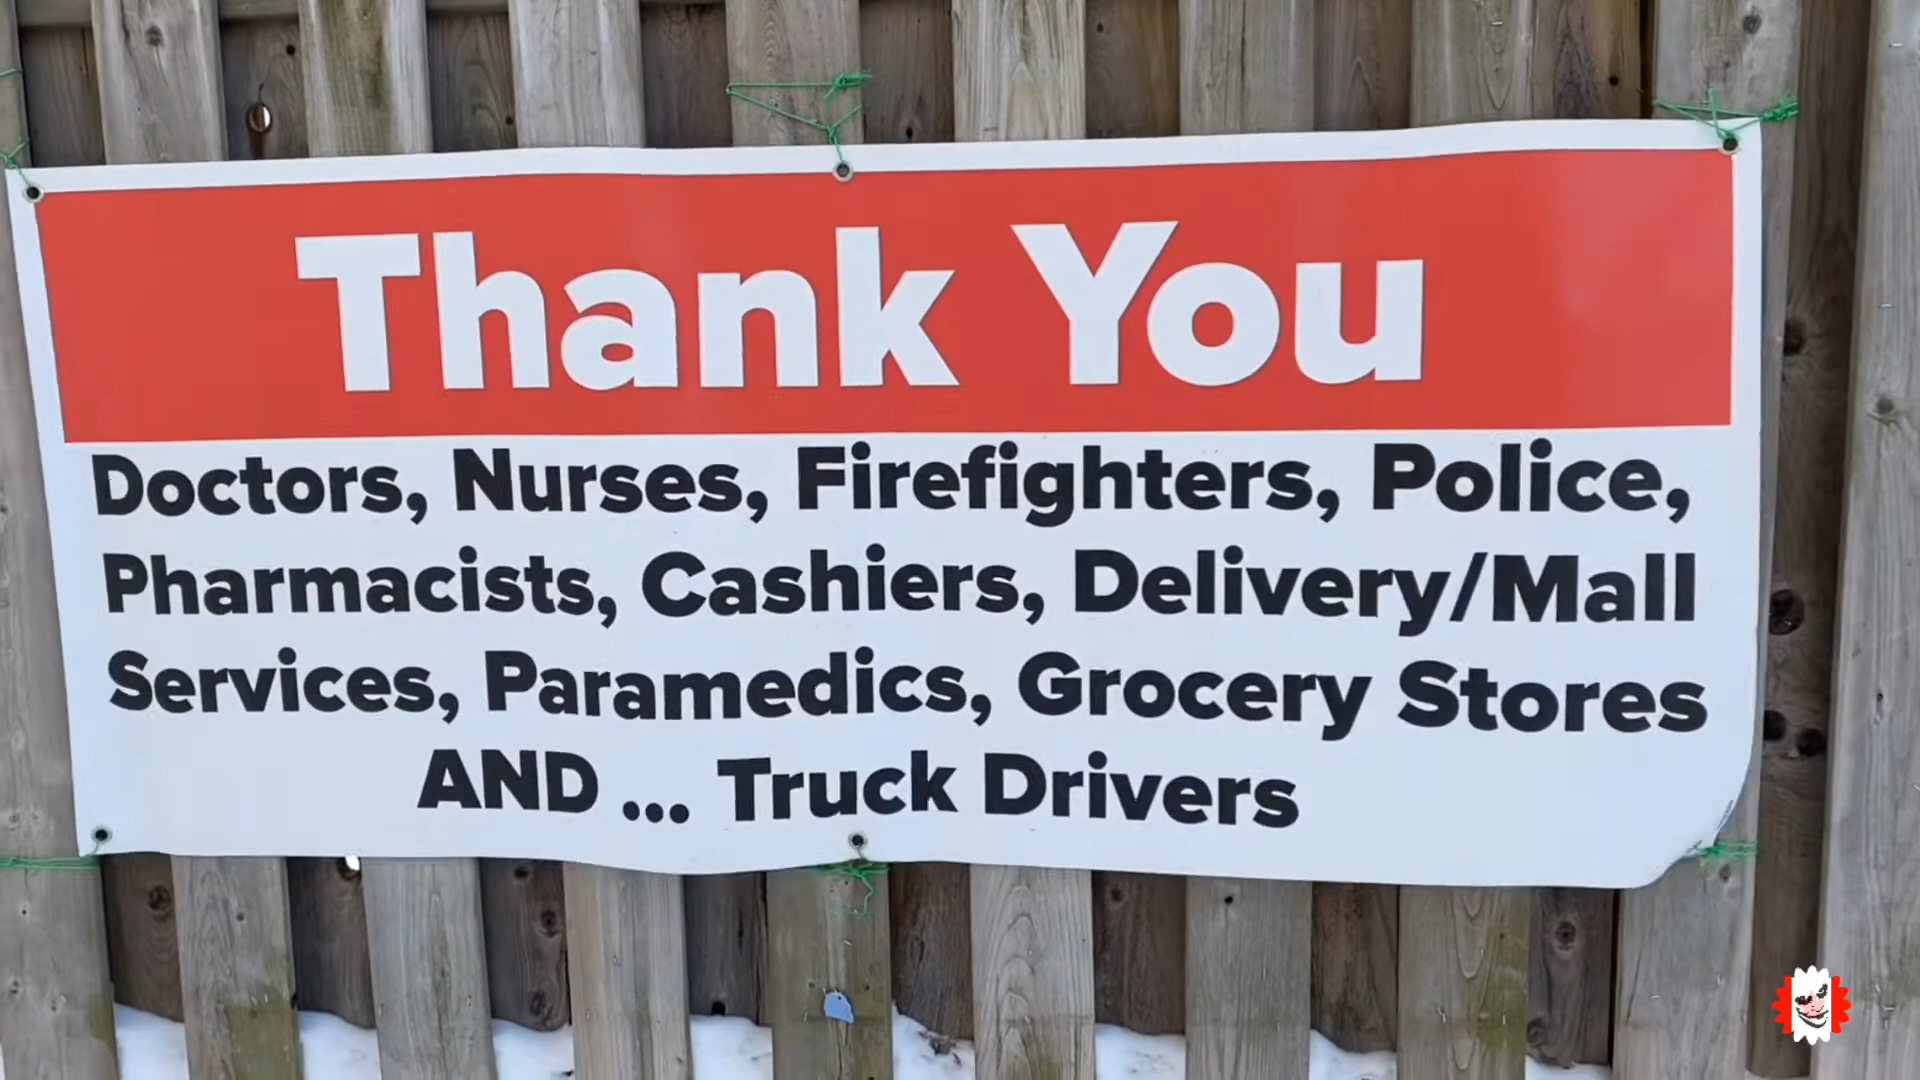 Thank You
Doctors, Nurses, Firefighters, Police,
Pharmacists, Cashiers, Delivery/Mall
Services, Paramedics, Grocery Stores
AND ... Truck Drivers